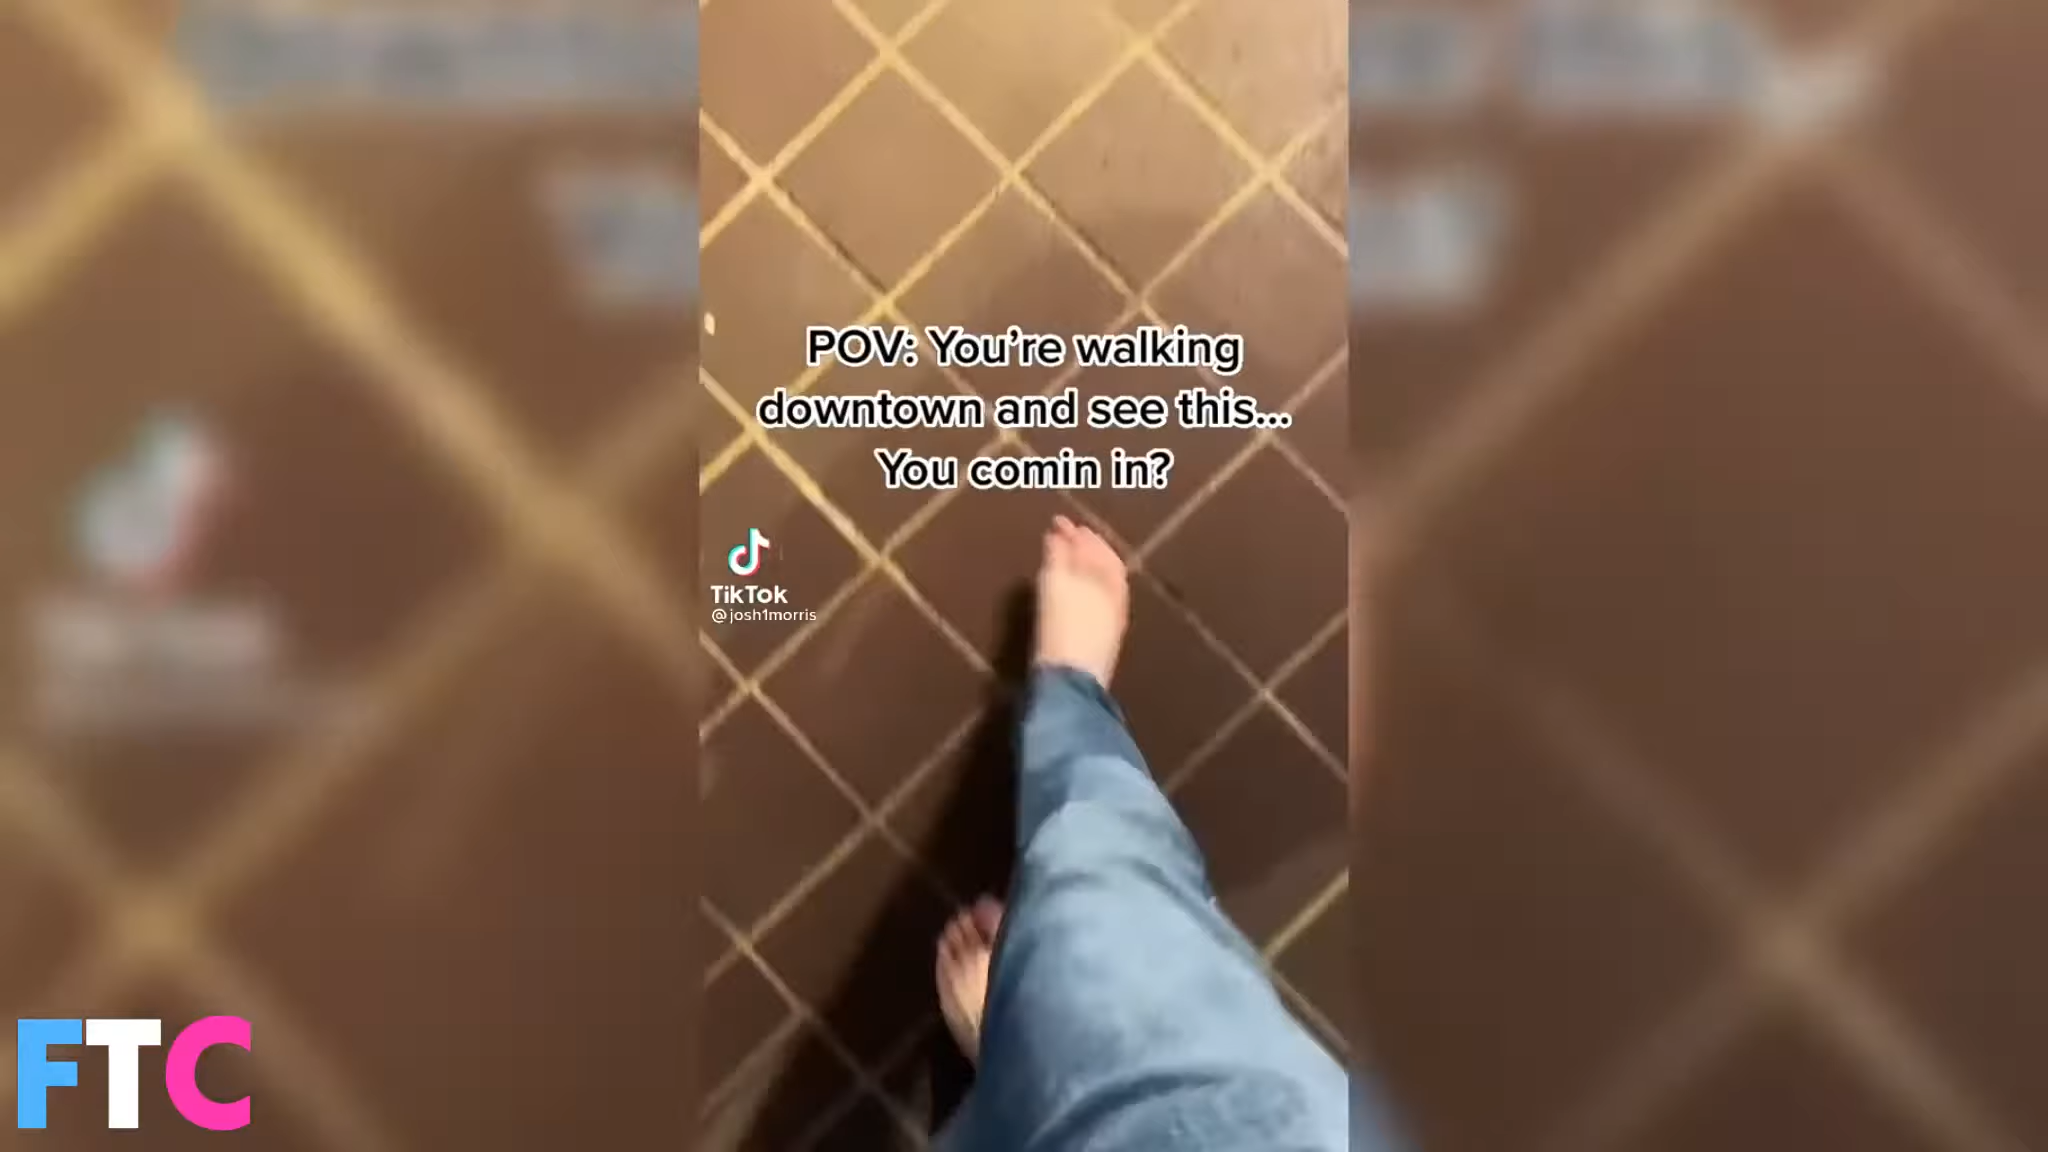 POV: You’re walking
downtown and see this...
You comin in?
TikTok
@josh1morris
FTC